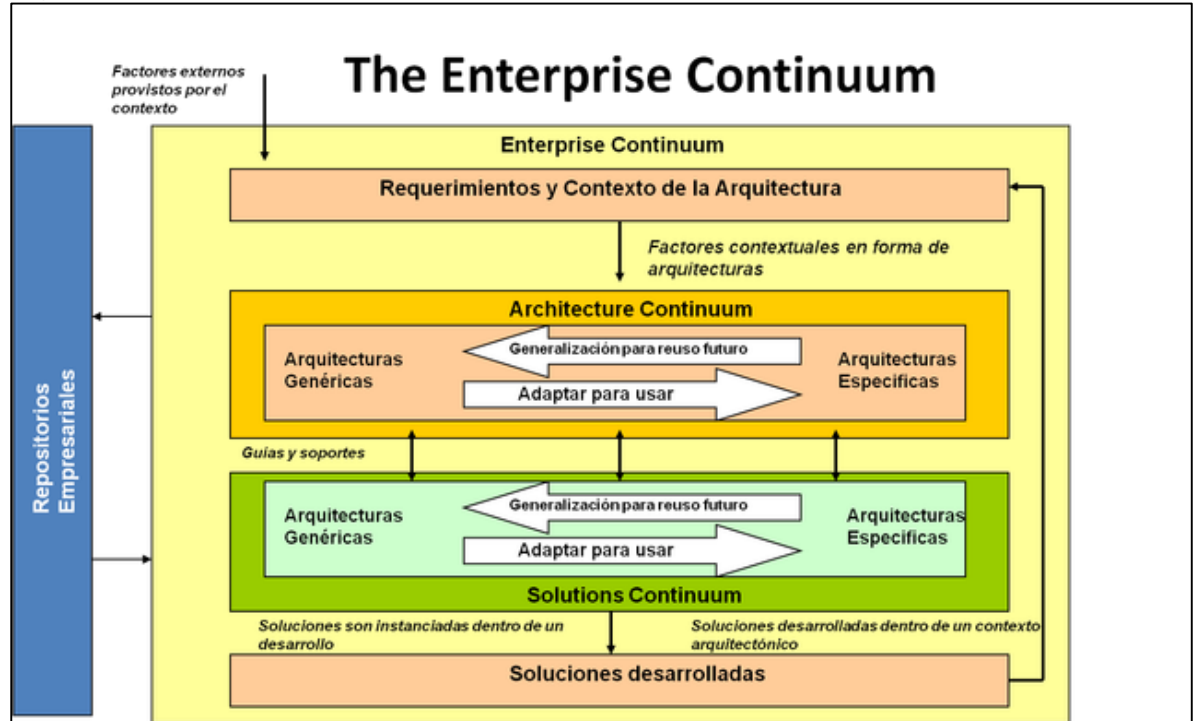 The Enterprise Continuum
Factores externos
provistos por el
contexto
Repositorios
Empresariales
Enterprise Continuum
Requerimientos y Contexto de la Arquitectura
Factores contextuales en forma de
arquitecturas
Architecture Continuum
Arquitecturas
Genéricas
Generalización para reuso futuro
Adaptar para usar
Arquitecturas
Especificas
Guías y soportes
Arquitecturas
Genéricas
Generalización para reuso futuro
Adaptar para usar
Arquitecturas
Especificas
Solutions Continuum
Soluciones son instanciadas dentro de un
desarrollo
Soluciones desarrolladas dentro de un contexto
arquitectónico
Soluciones desarrolladas